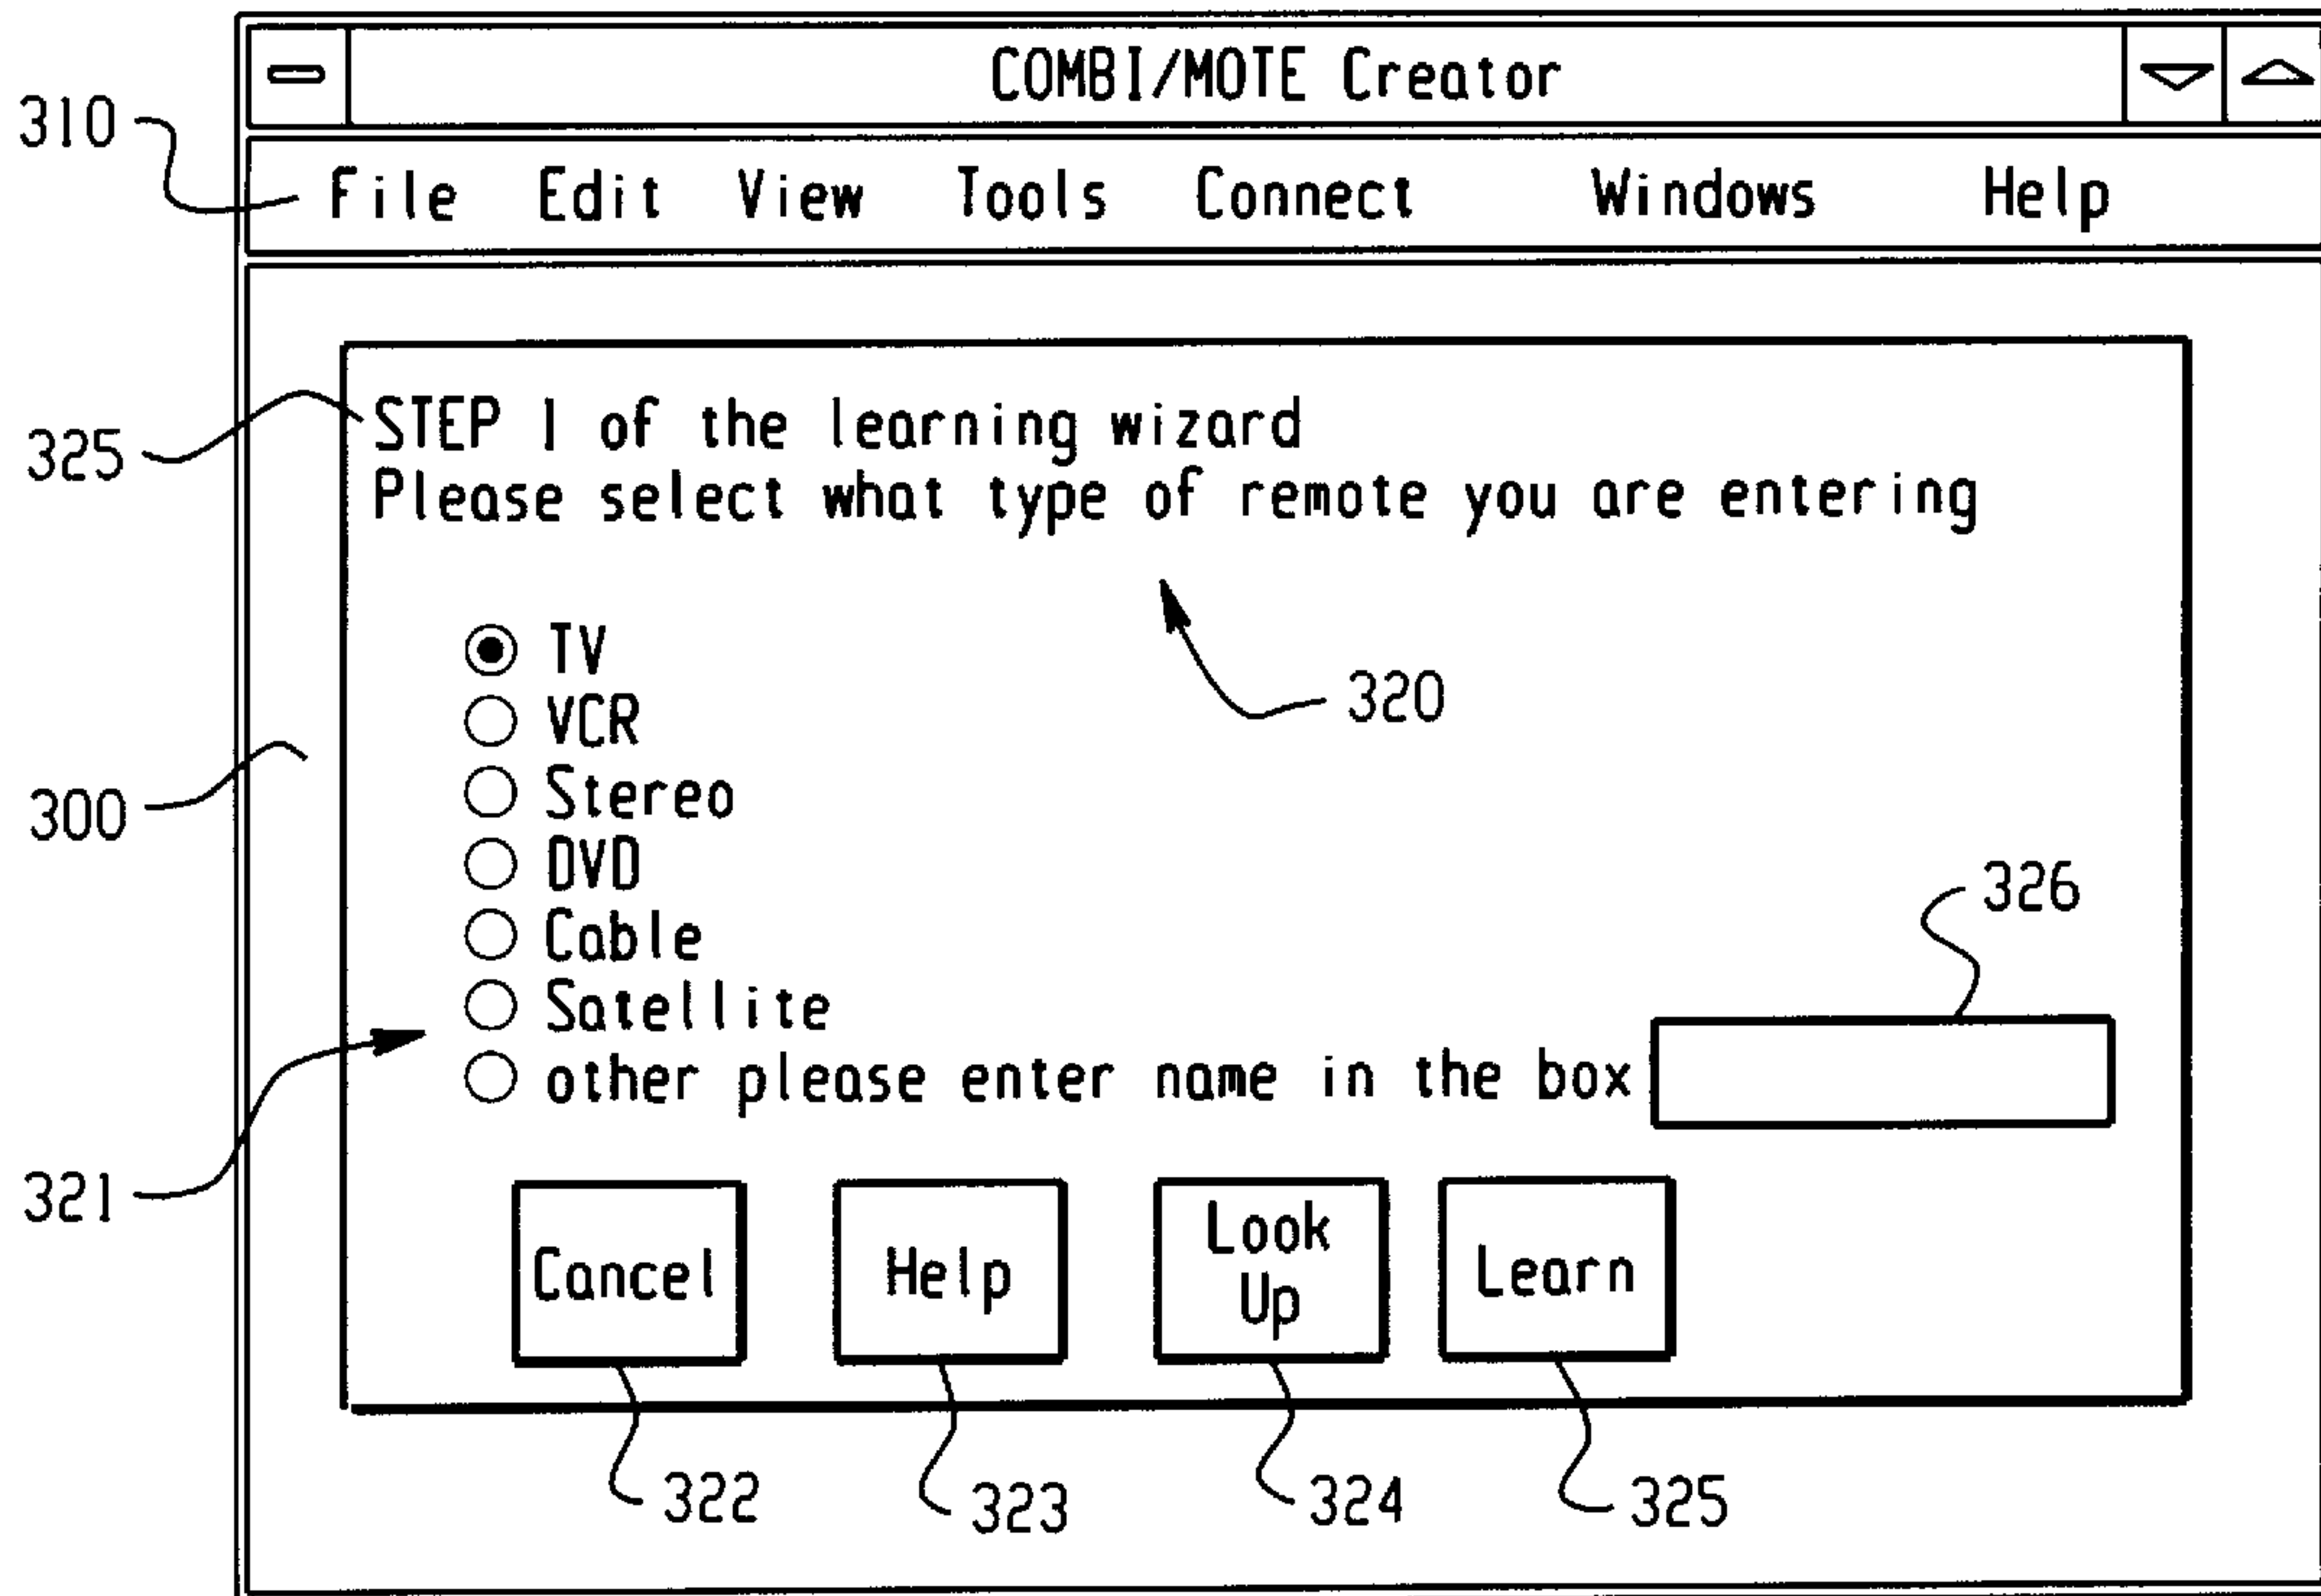 COMBI/MOTE Creator
310
File Edit View Tools Connect Windows Help
325
STEP 1 of the learning wizard
Please select what type of remote you are entering
TV
320
VCR
300
Stereo
DVD
326
Cable
Satellite
other please enter name in the box
321
Cancel
Help
Look
Up
Learn
322
323
324
325